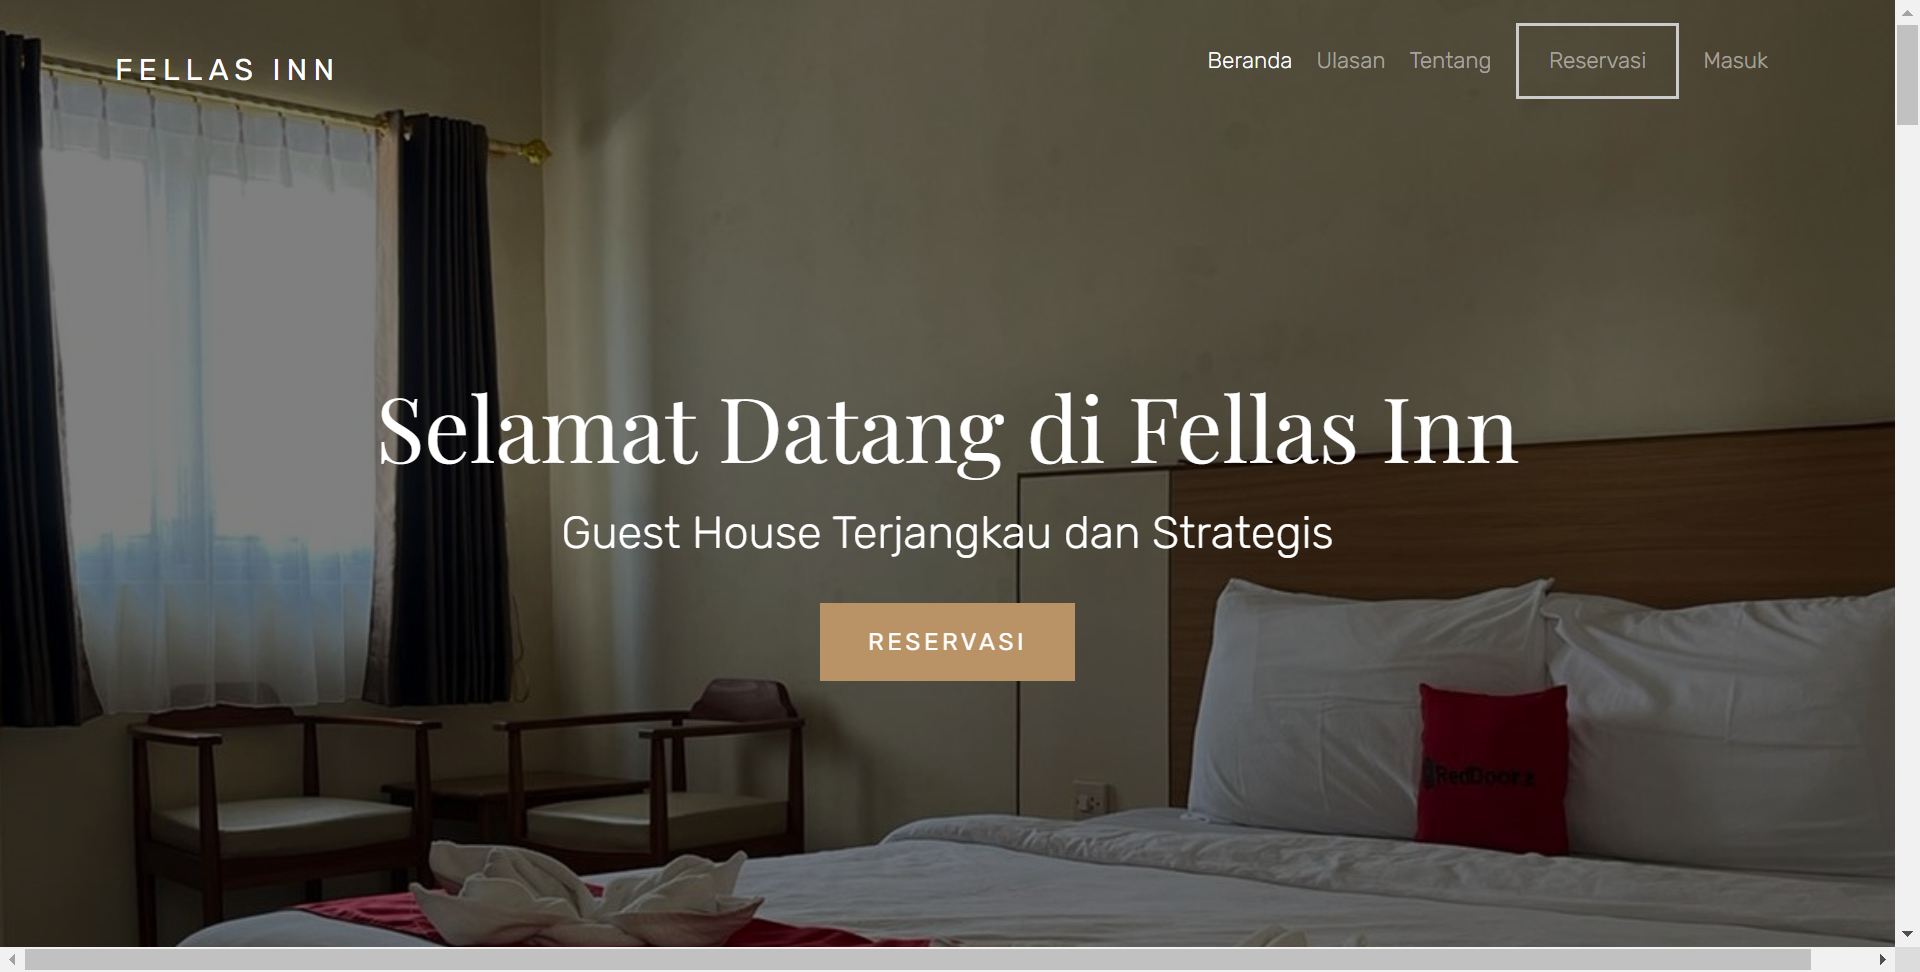 FELLAS INN
Beranda Ulasan Tentang Reservasi Masuk
Selamat Datang di Fellas Inn
Guest House Terjangkau dan Strategis
RESERVASI
RedDoorz